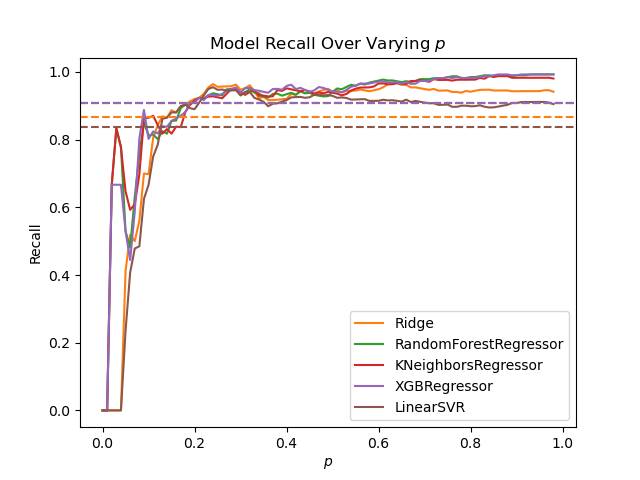 Model Recall Over Varying p
1.0
0.8
0.6
0.4
0.2
0.0
Recall
Ridge
RandomForestRegressor
KNeighborsRegressor
XGBRegressor
LinearSVR
0.0 0.2 0.4 0.6 0.8 1.0
p